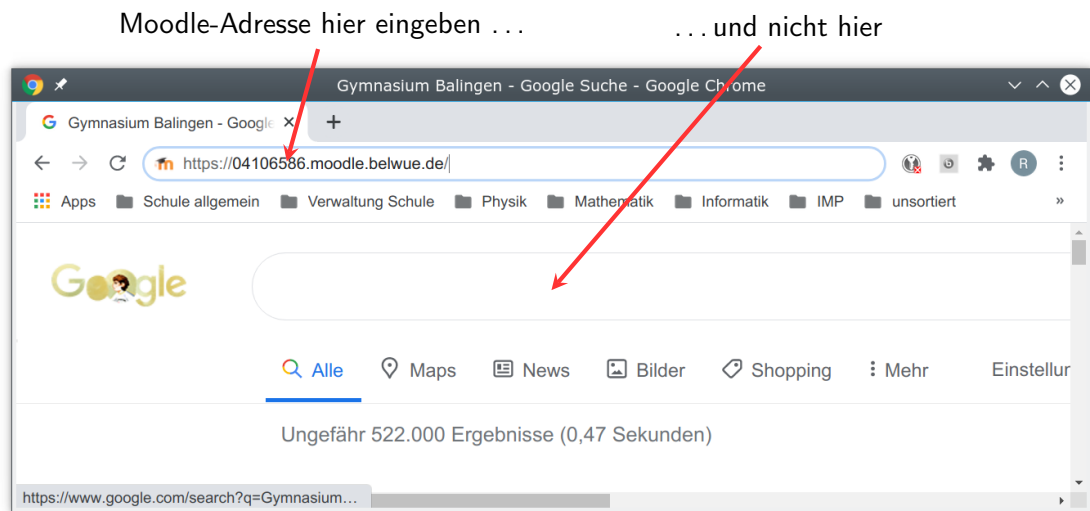 Moodle-Adresse hier eingeben ... ... und nicht hier
Gymnasium Balingen - Google Suche - Google Chrome
Gymnasium Balingen - Google
https://04106586.moodle.belwue.de/
R
Apps Schule allgemein Verwaltung Schule Physik Mathematik Informatik IMP unsortiert »
Google
Alle Maps News Bilder Shopping Mehr Einstellur
Ungefähr 522.000 Ergebnisse (0,47 Sekunden)
https://www.google.com/search?q=Gymnasium...